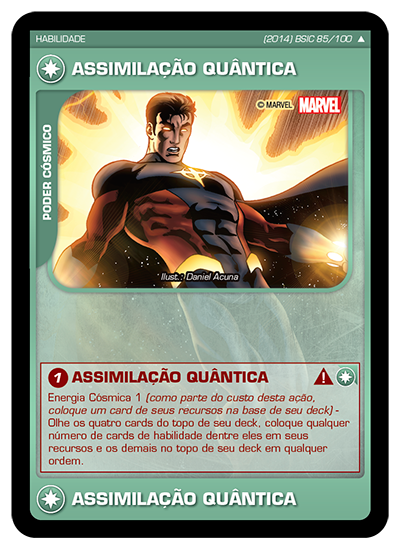 HABILIDADE
(2014) BSIC 85/100 ▲
ASSIMILAÇÃO QUÂNTICA
© MARVEL MARVEL
PODER CÓSMICO
Ilust.: Daniel Acuna
1 ASSIMILAÇÃO QUÂNTICA
Energia Cósmica 1 (como parte do custo desta ação,
coloque um card de seus recursos na base de seu deck) -
Olhe os quatro cards do topo de seu deck, coloque qualquer
número de cards de habilidade dentre eles em seus
recursos e os demais no topo de seu deck em qualquer
ordem.
ASSIMILAÇÃO QUÂNTICA